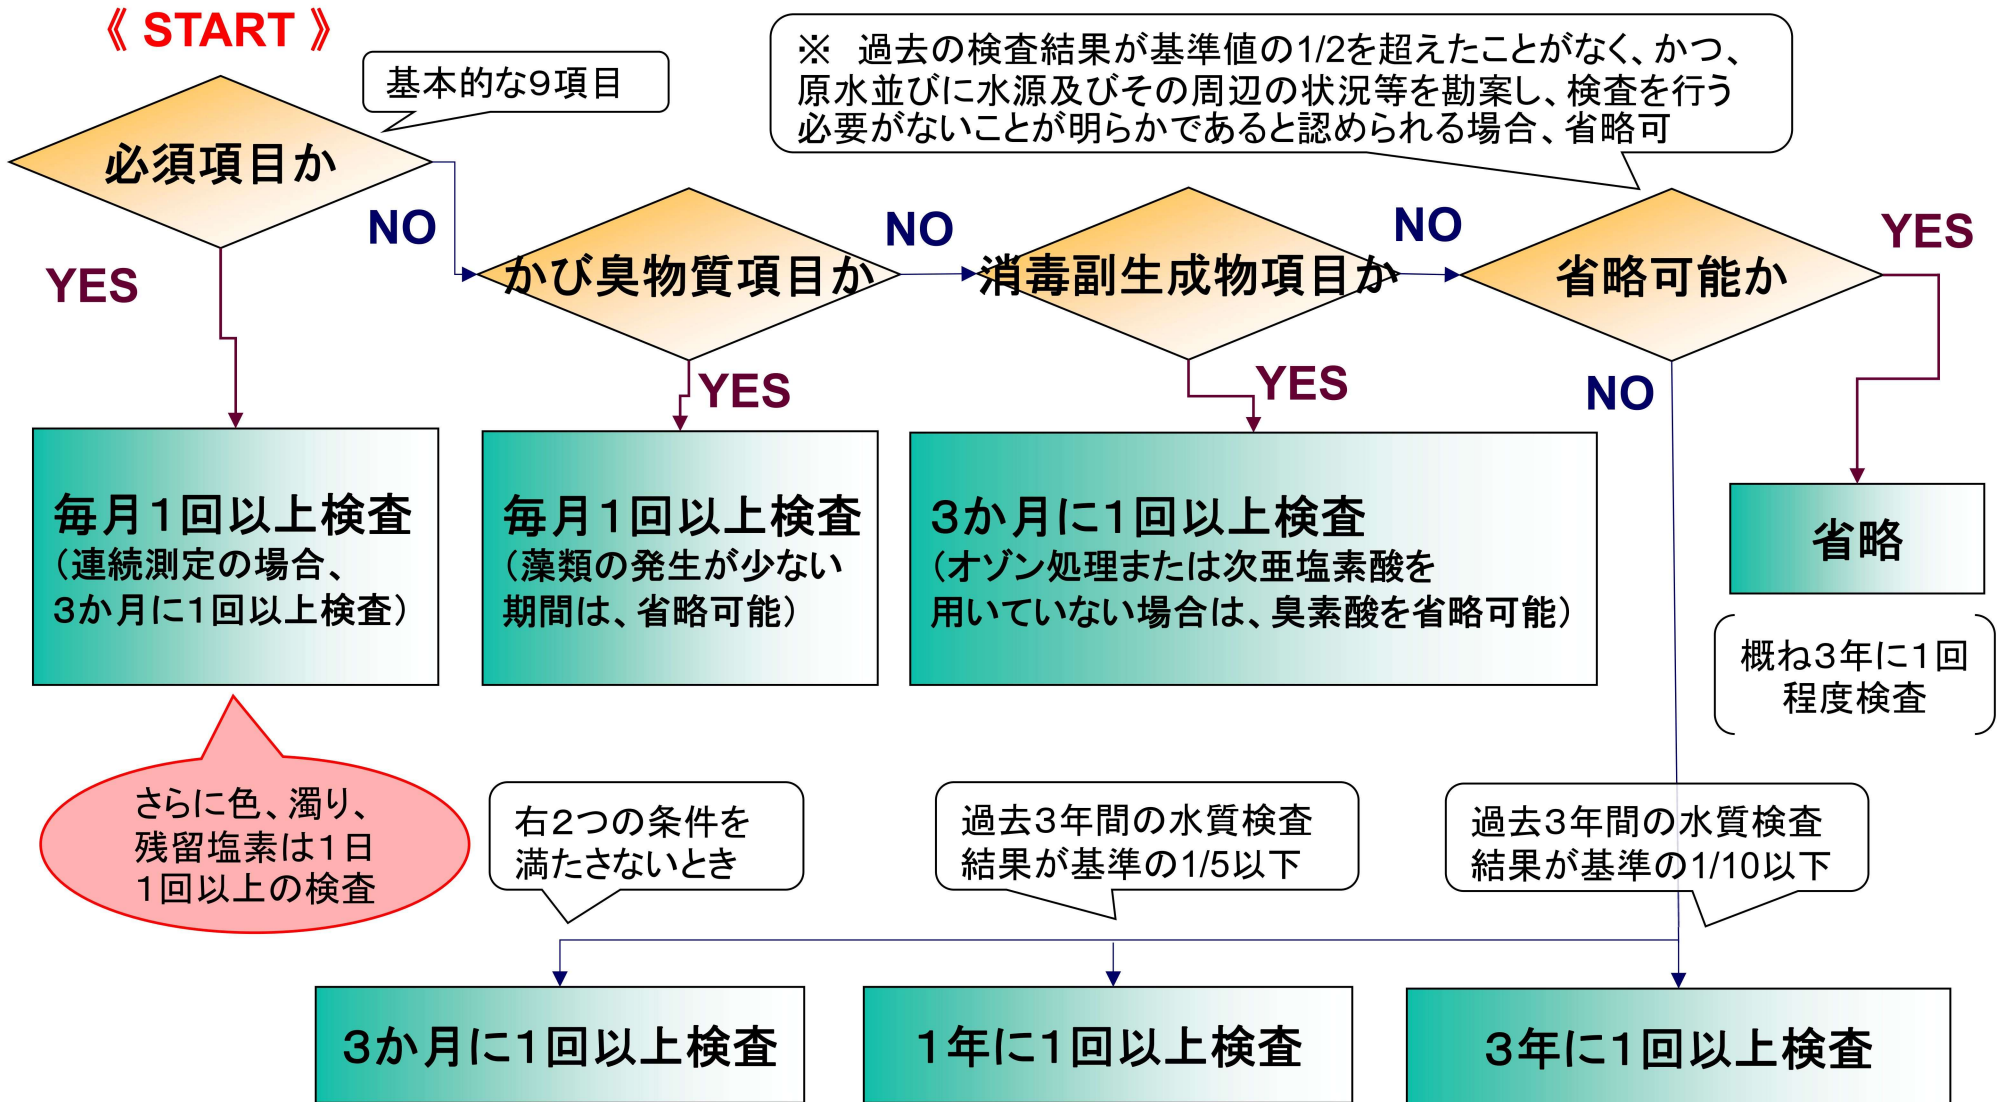 《 START 》
基本的な9項目
※　過去の検査結果が基準値の1/2を超えたことがなく、かつ、
原水並びに水源及びその周辺の状況等を勘案し、検査を行う
必要がないことが明らかであると認められる場合、省略可
必須項目か
NO
YES
かび臭物質項目か
NO
YES
消毒副生成物項目か
NO
YES
省略可能か
YES
NO
毎月１回以上検査
（連続測定の場合、
３か月に１回以上検査）
毎月１回以上検査
（藻類の発生が少ない
期間は、省略可能）
３か月に１回以上検査
（オゾン処理または次亜塩素酸を
用いていない場合は、臭素酸を省略可能）
省略
概ね３年に１回
程度検査
さらに色、濁り、
残留塩素は１日
１回以上の検査
右２つの条件を
満たさないとき
過去３年間の水質検査
結果が基準の1/5以下
過去３年間の水質検査
結果が基準の1/10以下
３か月に１回以上検査
１年に１回以上検査
３年に１回以上検査